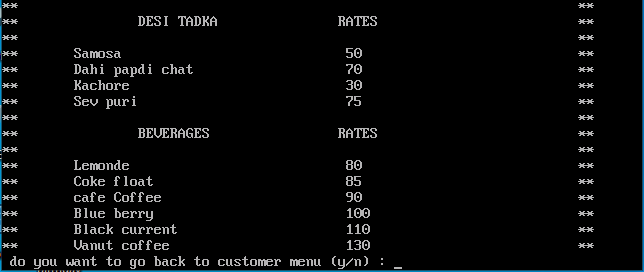 **                                                                      **
**               DESI TADKA               RATES                         **
**                                                                      **
**       Samosa                            50                           **
**       Dahi papdi chat                   70                           **
**       Kachore                           30                           **
**       Sev puri                          75                           **
**                                                                      **
**               BEVERAGES                RATES                         **
**                                                                      **
**       Lemonde                           80                           **
**       Coke float                        85                           **
**       cafe Coffee                       90                           **
**       Blue berry                        100                          **
**       Black current                     110                          **
**       Vanut coffee                      130                          **
do you want to go back to customer menu (y/n) : _